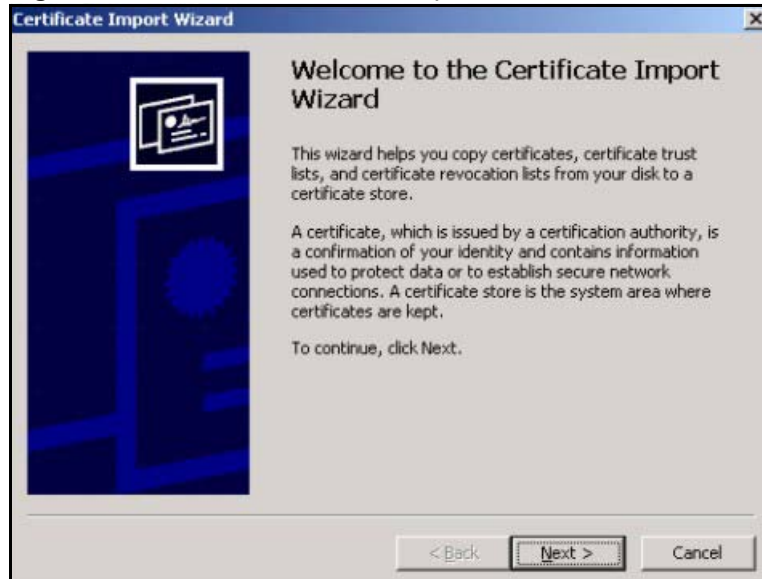 Certificate Import Wizard
Welcome to the Certificate Import
Wizard
This wizard helps you copy certificates, certificate trust
lists, and certificate revocation lists from your disk to a
certificate store.
A certificate, which is issued by a certification authority, is
a confirmation of your identity and contains information
used to protect data or to establish secure network
connections. A certificate store is the system area where
certificates are kept.
To continue, click Next.
< Back Next > Cancel